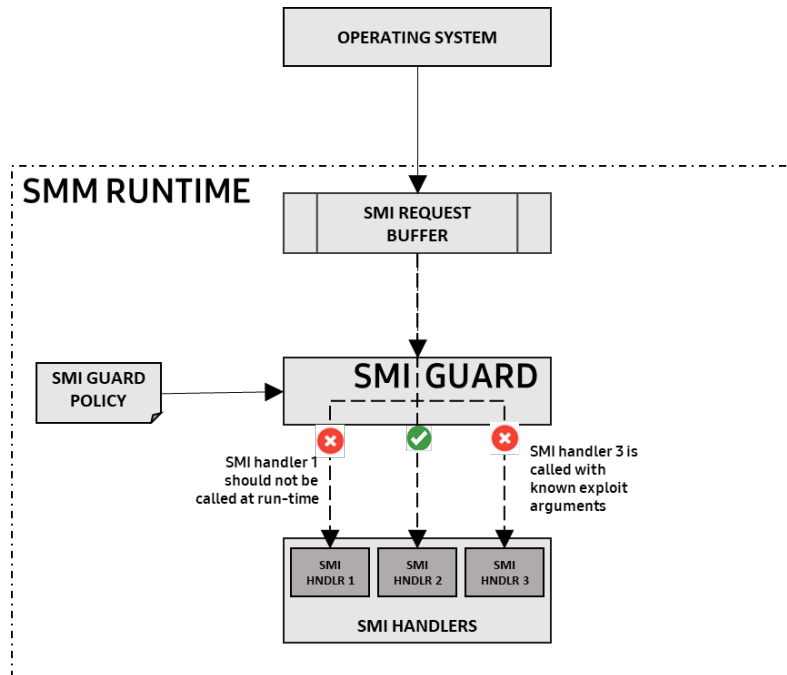 OPERATING SYSTEM
SMM RUNTIME
SMI REQUEST
BUFFER
SMI GUARD
POLICY
SMI GUARD
SMI handler 1
should not be
called at run-time
SMI handler 3 is
called with
known exploit
arguments
SMI
HNDLR 1
SMI
HNDLR 2
SMI
HNDLR 3
SMI HANDLERS